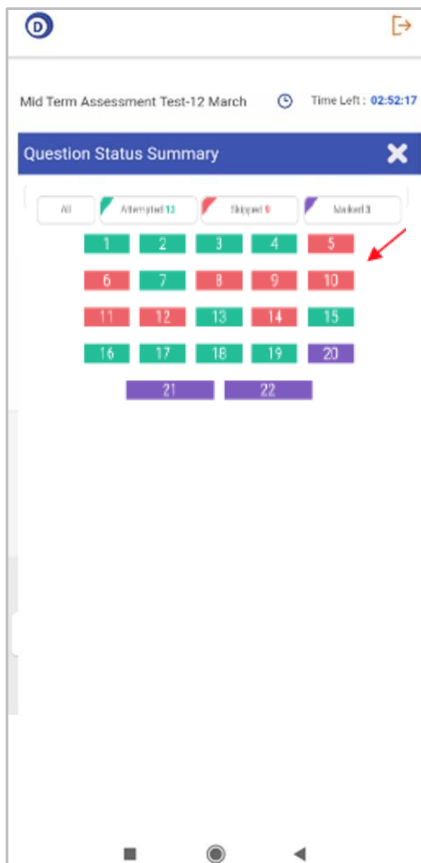 D
Mid Term Assessment Test-12 March Time Left : 02:52:17
Question Status Summary
All Attempted 13 Skipped 9 Marked 3
1 2 3 4 5
6 7 8 9 10
11 12 13 14 15
16 17 18 19 20
21 22